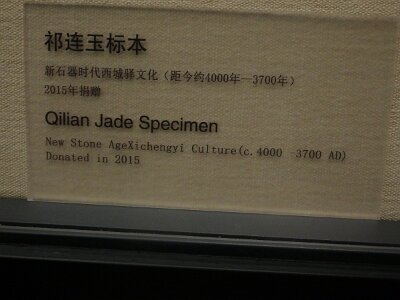 祁连玉标本
新石器时代西城驿文化（距今约4000年—3700年）
2015年捐赠
Qilian Jade Specimen
New Stone AgeXichengyi Culture(c.4000 -3700 AD)
Donated in 2015